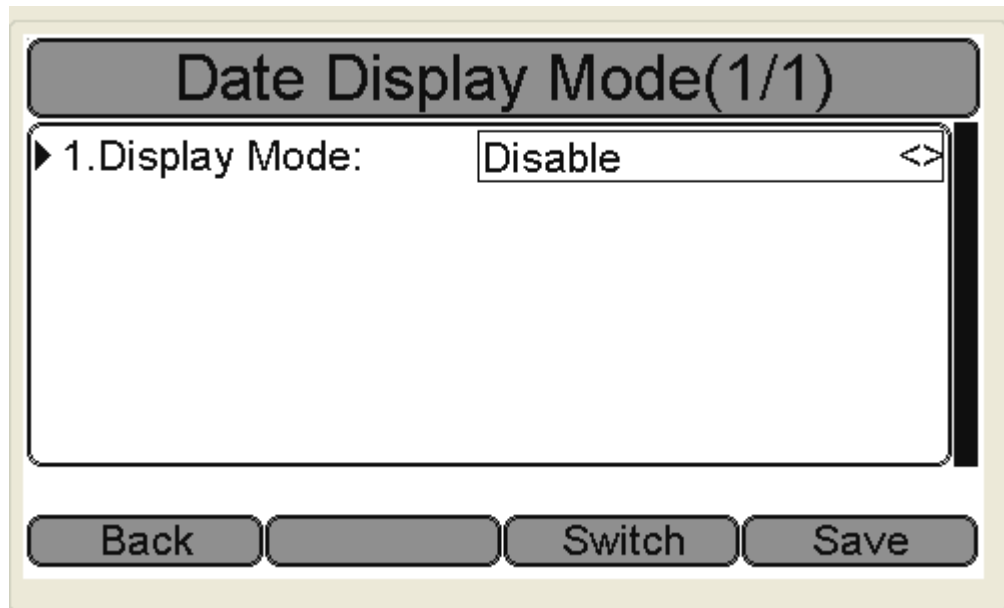 Date Display Mode(1/1)
1.Display Mode: Disable <>
Back Switch Save